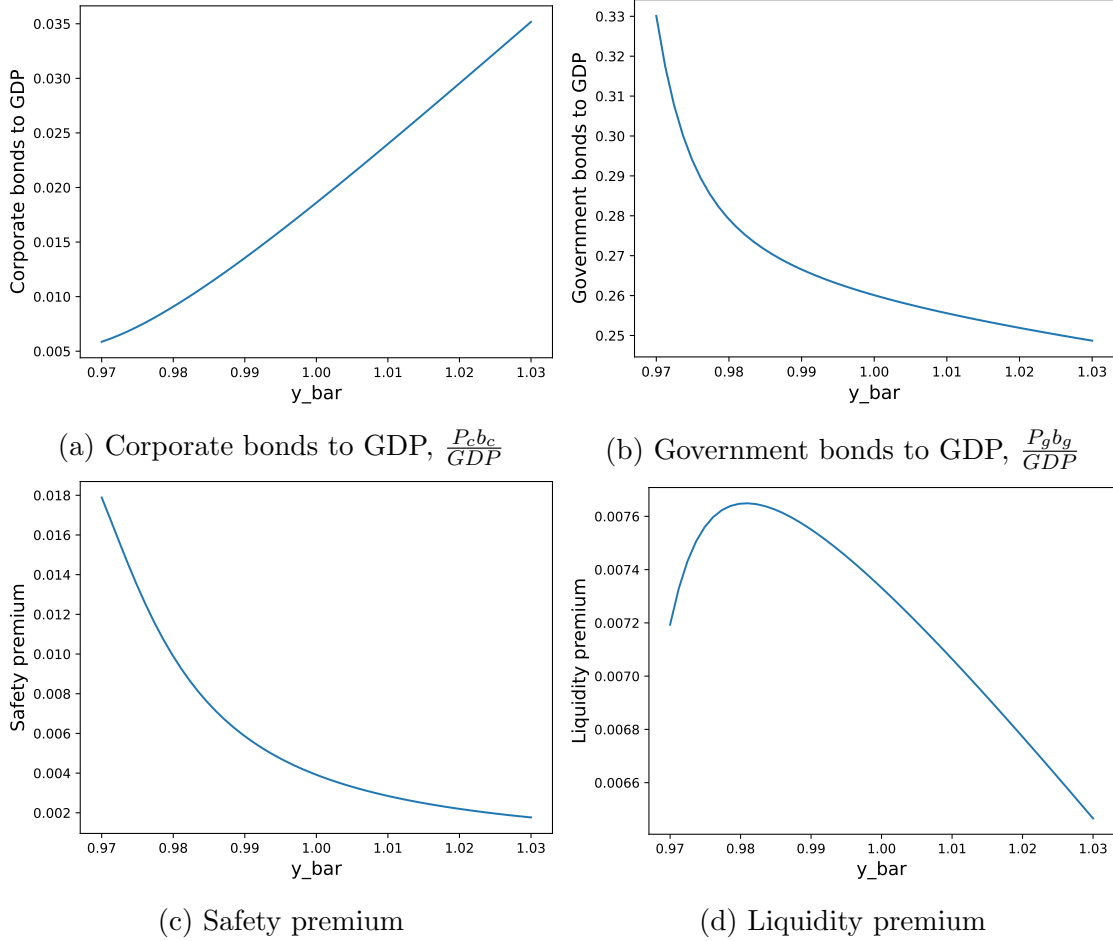 0.035
0.030
0.025
0.020
0.015
0.010
0.005
Corporate bonds to GDP
0.97 0.98 0.99 1.00 1.01 1.02 1.03
y_bar
(a) Corporate bonds to GDP, $\frac{P_c b_c}{GDP}$
0.33
0.32
0.31
0.30
0.29
0.28
0.27
0.26
0.25
Government bonds to GDP
0.97 0.98 0.99 1.00 1.01 1.02 1.03
y_bar
(b) Government bonds to GDP, $\frac{P_g b_g}{GDP}$
0.018
0.016
0.014
0.012
0.010
0.008
0.006
0.004
0.002
Safety premium
0.97 0.98 0.99 1.00 1.01 1.02 1.03
y_bar
(c) Safety premium
0.0076
0.0074
0.0072
0.0070
0.0068
0.0066
Liquidity premium
0.97 0.98 0.99 1.00 1.01 1.02 1.03
y_bar
(d) Liquidity premium